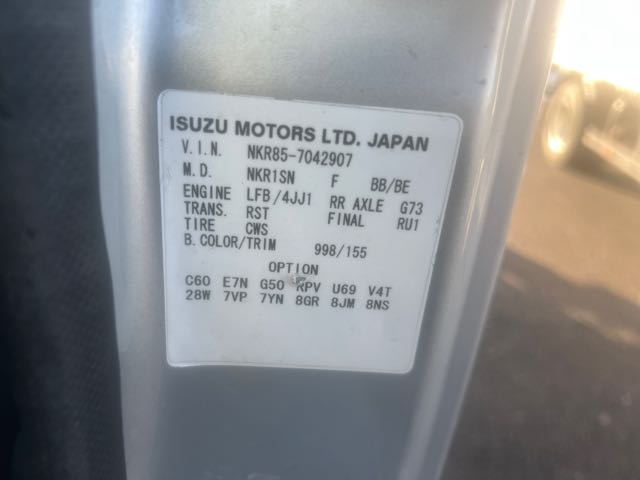 ISUZU MOTORS LTD. JAPAN
V.I.N. NKR85-7042907
M.D. NKR1SN F BB/BE
ENGINE LFB/4JJ1 RR AXLE G73
TRANS. RST FINAL RU1
TIRE CWS
B.COLOR/TRIM 998/155
OPTION
C60 E7N G50 RPV U69 V4T
28W 7VP 7YN 8GR 8JM 8NS